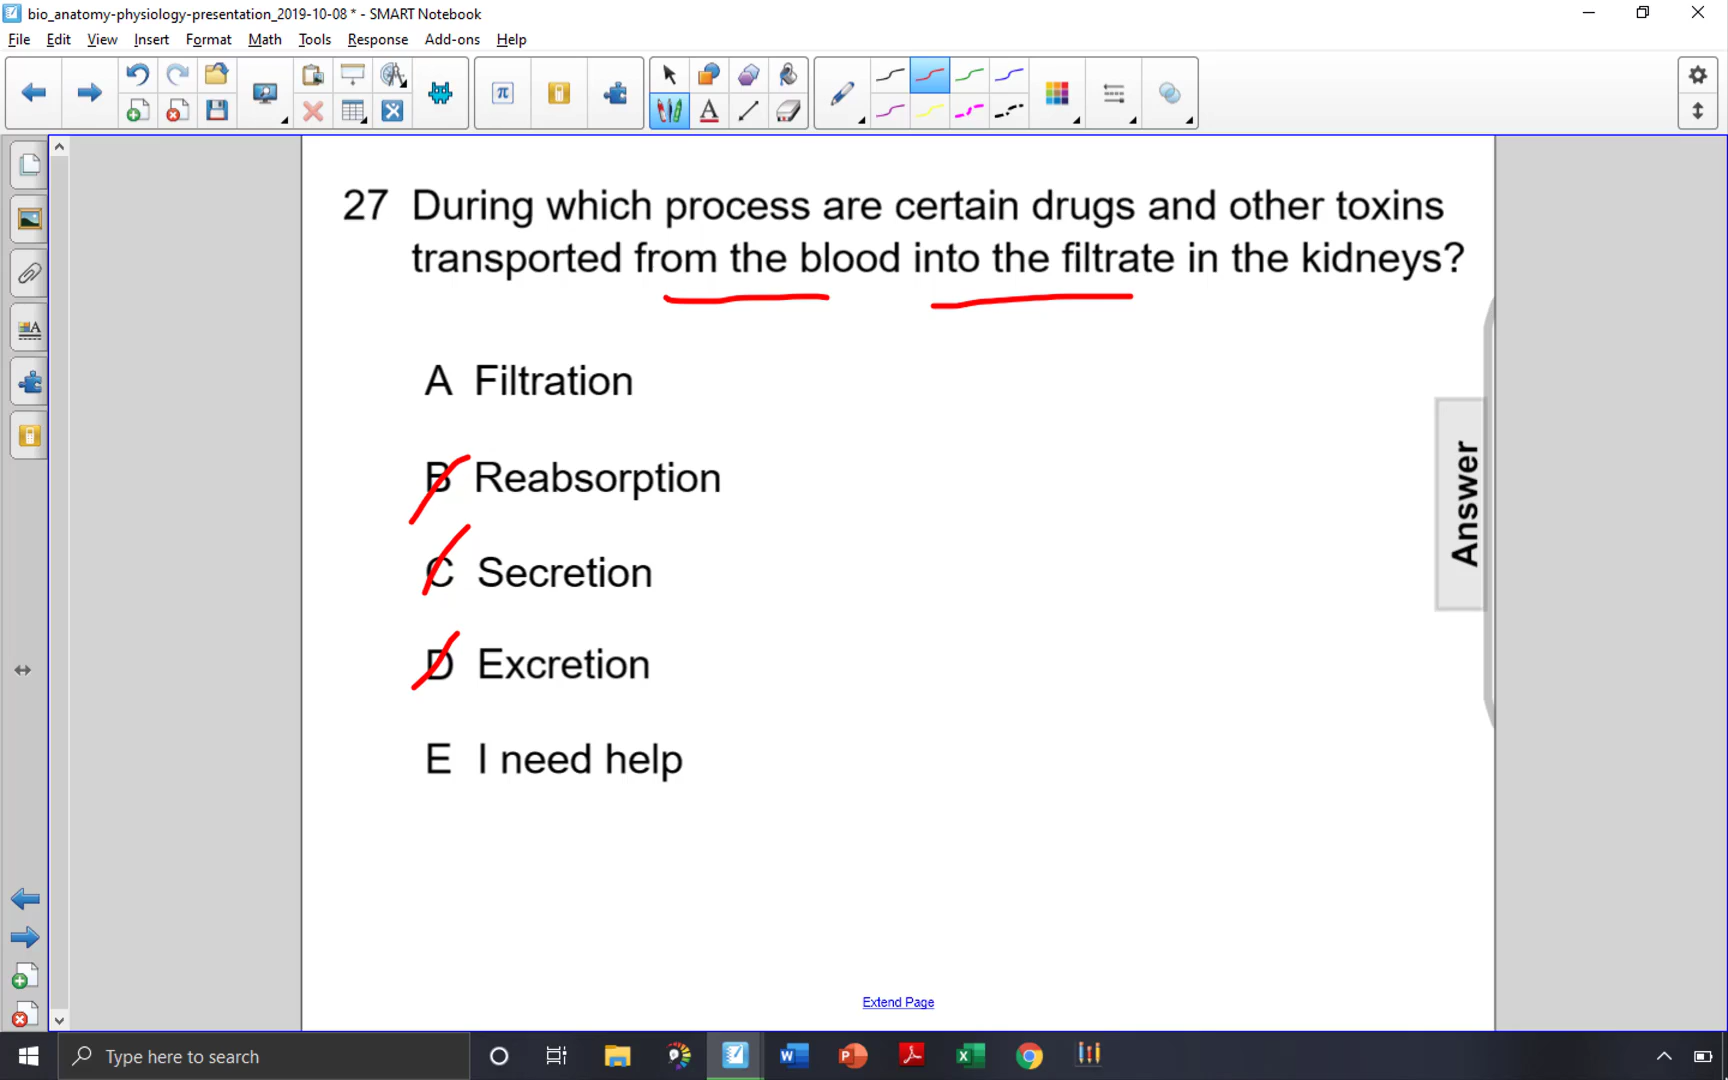 bio_anatomy-physiology-presentation_2019-10-08 * - SMART Notebook
File Edit View Insert Format Math Tools Response Add-ons Help
π
A
27 During which process are certain drugs and other toxins
transported from the blood into the filtrate in the kidneys?
A Filtration
B Reabsorption
C Secretion
D Excretion
E I need help
Answer
Extend Page
Type here to search